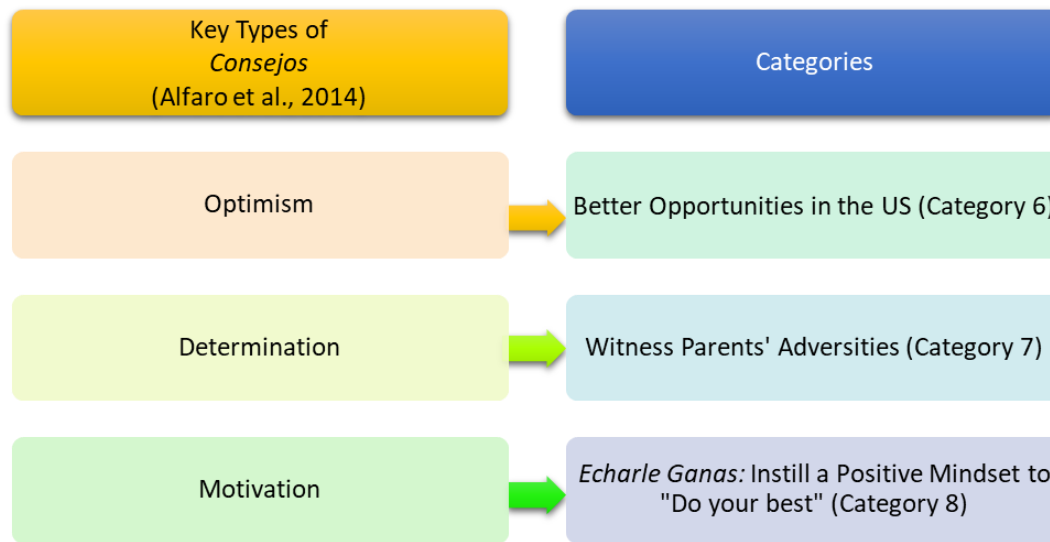 Key Types of
Consejos
(Alfaro et al., 2014)
Categories
Optimism
Better Opportunities in the US (Category 6)
Determination
Witness Parents' Adversities (Category 7)
Motivation
Echarle Ganas: Instill a Positive Mindset to
"Do your best" (Category 8)